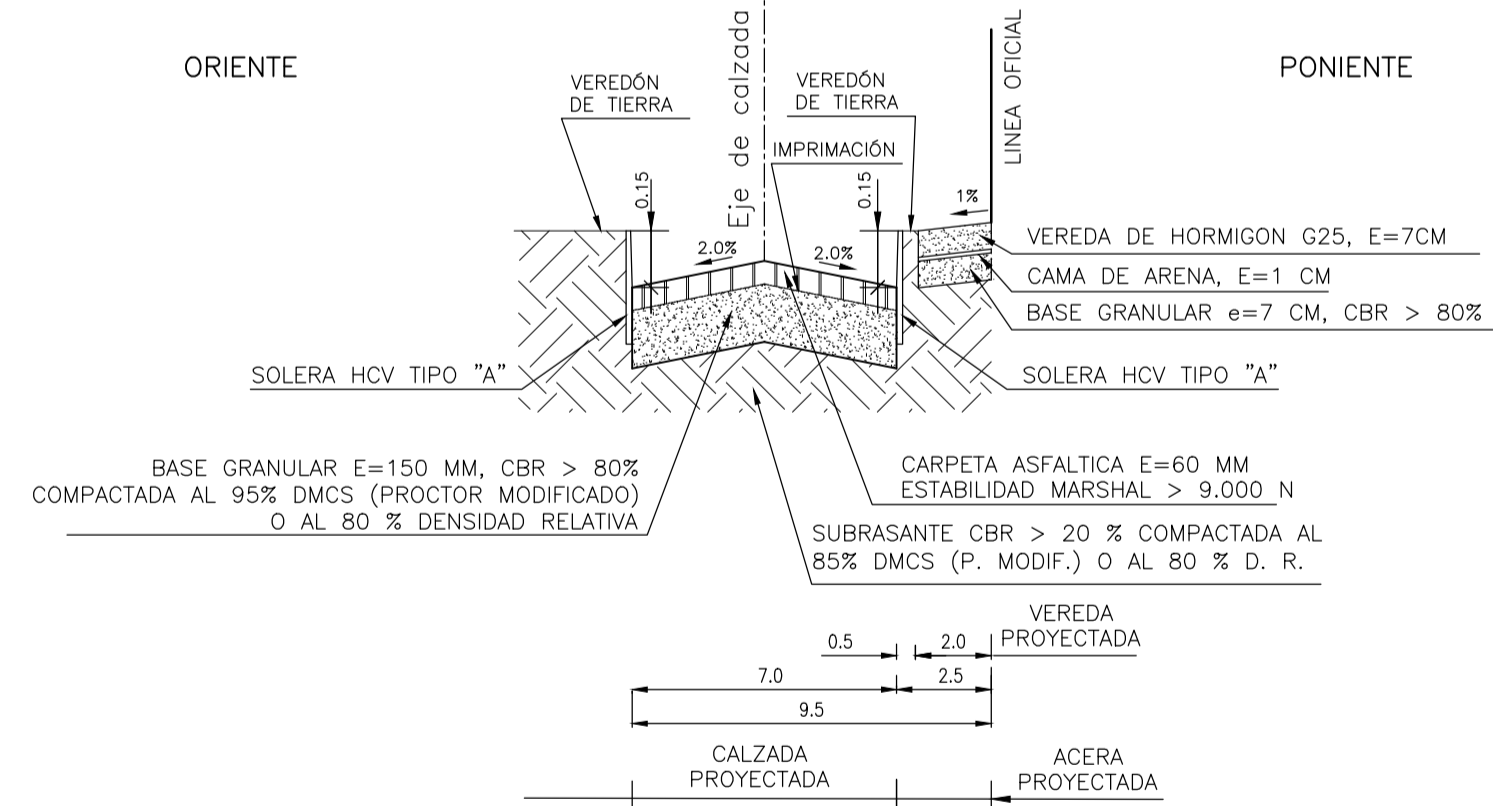 ORIENTE
Eje de calzada
LINEA OFICIAL
PONIENTE
VEREDÓN
DE TIERRA
VEREDÓN
DE TIERRA
IMPRIMACIÓN
0.15
0.15
1%
2.0%
2.0%
VEREDA DE HORMIGON G25, E=7CM
CAMA DE ARENA, E=1 CM
BASE GRANULAR e=7 CM, CBR > 80%
SOLERA HCV TIPO "A"
SOLERA HCV TIPO "A"
BASE GRANULAR E=150 MM, CBR > 80%
COMPACTADA AL 95% DMCS (PROCTOR MODIFICADO)
O AL 80 % DENSIDAD RELATIVA
CARPETA ASFALTICA E=60 MM
ESTABILIDAD MARSHAL > 9.000 N
SUBRASANTE CBR > 20 % COMPACTADA AL
85% DMCS (P. MODIF.) O AL 80 % D. R.
VEREDA
PROYECTADA
0.5
2.0
7.0
2.5
9.5
CALZADA
PROYECTADA
ACERA
PROYECTADA